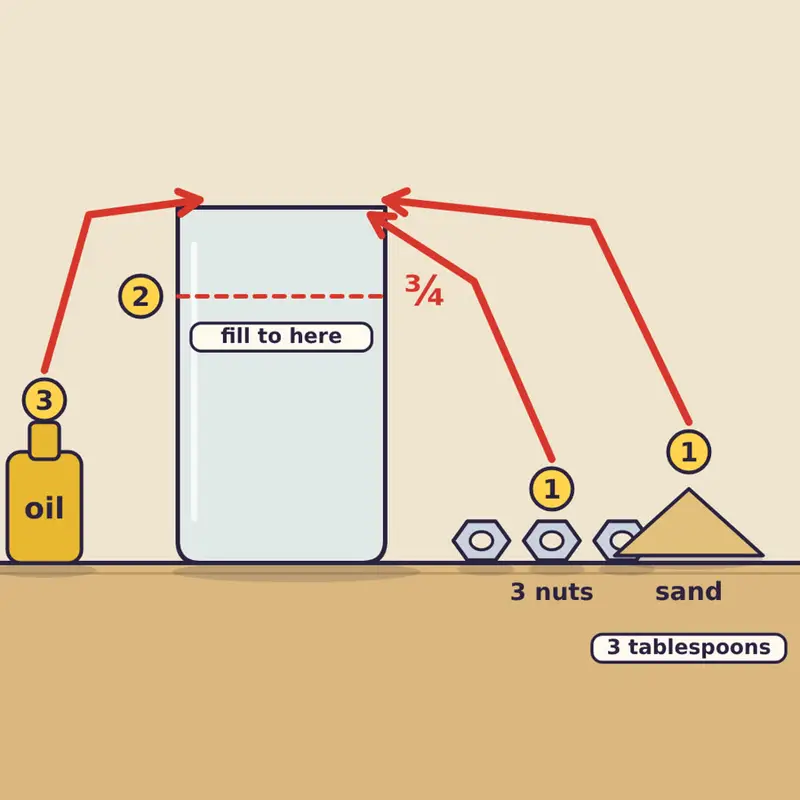 2
¾
fill to here
3
oil
1
1
3 nuts
sand
3 tablespoons